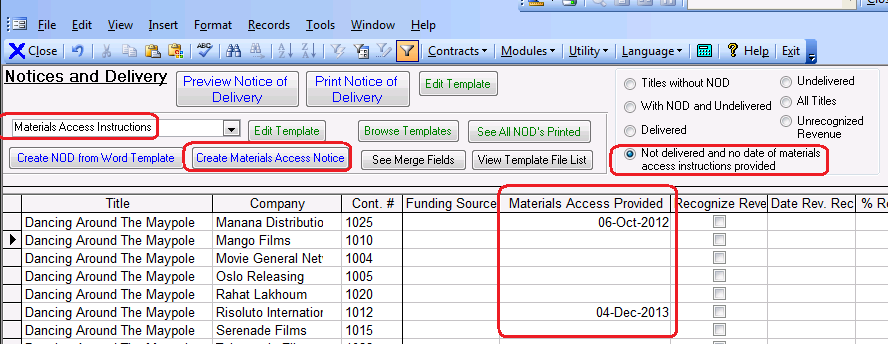 File Edit Insert Format Records Tools Window Help
Close Contracts Modules Utility Language Help Exit
Notices and Delivery
Preview Notice of
Delivery
Print Notice of
Delivery
Edit Template
Titles without NOD
Undelivered
With NOD and Undelivered
All Titles
Delivered
Unrecognized
Revenue
Not delivered and no date of materials
access instructions provided
Materials Access Instructions
Edit Template
Browse Templates
See All NOD's Printed
Create NOD from Word Template
Create Materials Access Notice
See Merge Fields
View Template File List
Title Company Cont. # Funding Source Materials Access Provided Recognize Reve Date Rev. Rec % Re
Dancing Around The Maypole Manana Distributio 1025 06-Oct-2012
Dancing Around The Maypole Mango Films 1010
Dancing Around The Maypole Movie General Net 1004
Dancing Around The Maypole Oslo Releasing 1005
Dancing Around The Maypole Rahat Lakhoum 1020
Dancing Around The Maypole Risoluto Internation 1012 04-Dec-2013
Dancing Around The Maypole Serenade Films 1015